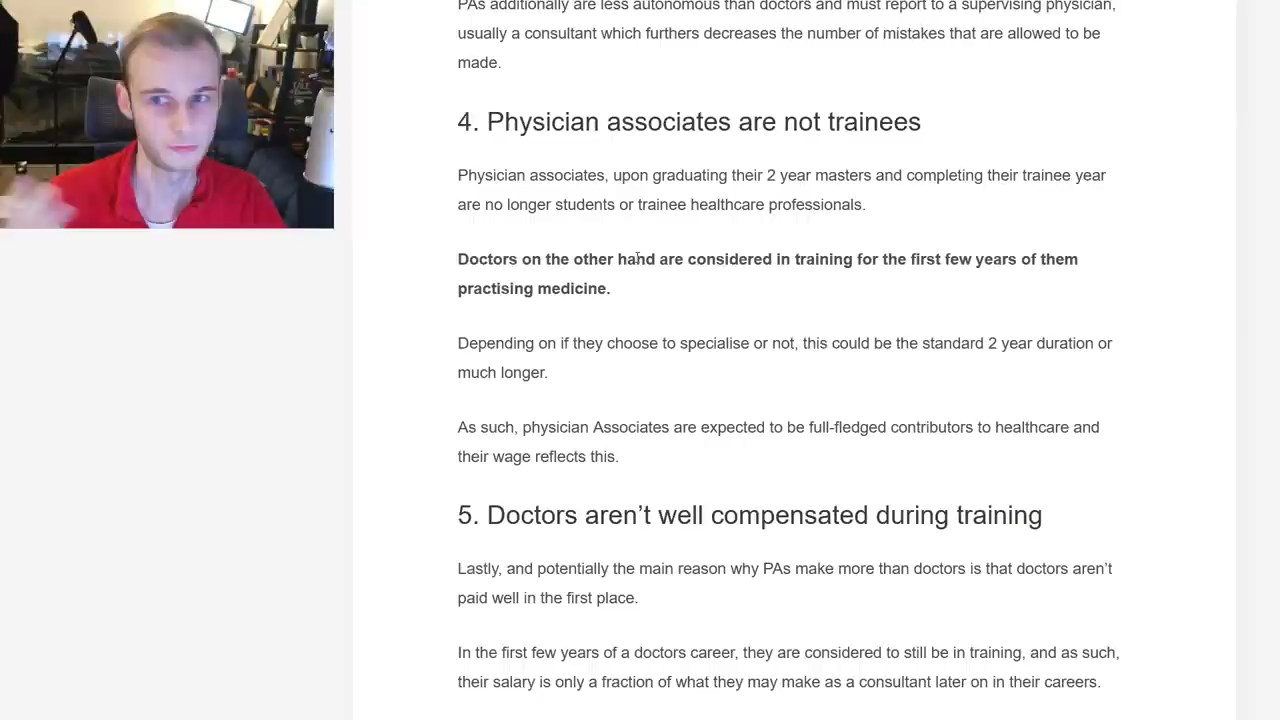 PAs additionally are less autonomous than doctors and must report to a supervising physician,
usually a consultant which furthers decreases the number of mistakes that are allowed to be
made.
4. Physician associates are not trainees
Physician associates, upon graduating their 2 year masters and completing their trainee year
are no longer students or trainee healthcare professionals.
Doctors on the other hand are considered in training for the first few years of them
practising medicine.
Depending on if they choose to specialise or not, this could be the standard 2 year duration or
much longer.
As such, physician Associates are expected to be full-fledged contributors to healthcare and
their wage reflects this.
5. Doctors aren’t well compensated during training
Lastly, and potentially the main reason why PAs make more than doctors is that doctors aren’t
paid well in the first place.
In the first few years of a doctors career, they are considered to still be in training, and as such,
their salary is only a fraction of what they may make as a consultant later on in their careers.